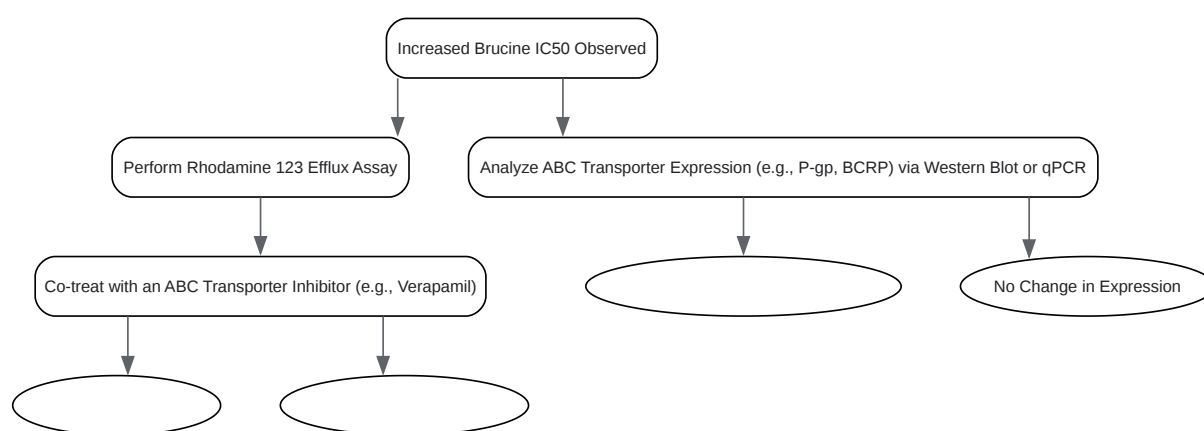 Increased Brucine IC50 Observed
Perform Rhodamine 123 Efflux Assay
Analyze ABC Transporter Expression (e.g., P-gp, BCRP) via Western Blot or qPCR
Co-treat with an ABC Transporter Inhibitor (e.g., Verapamil)
No Change in Expression